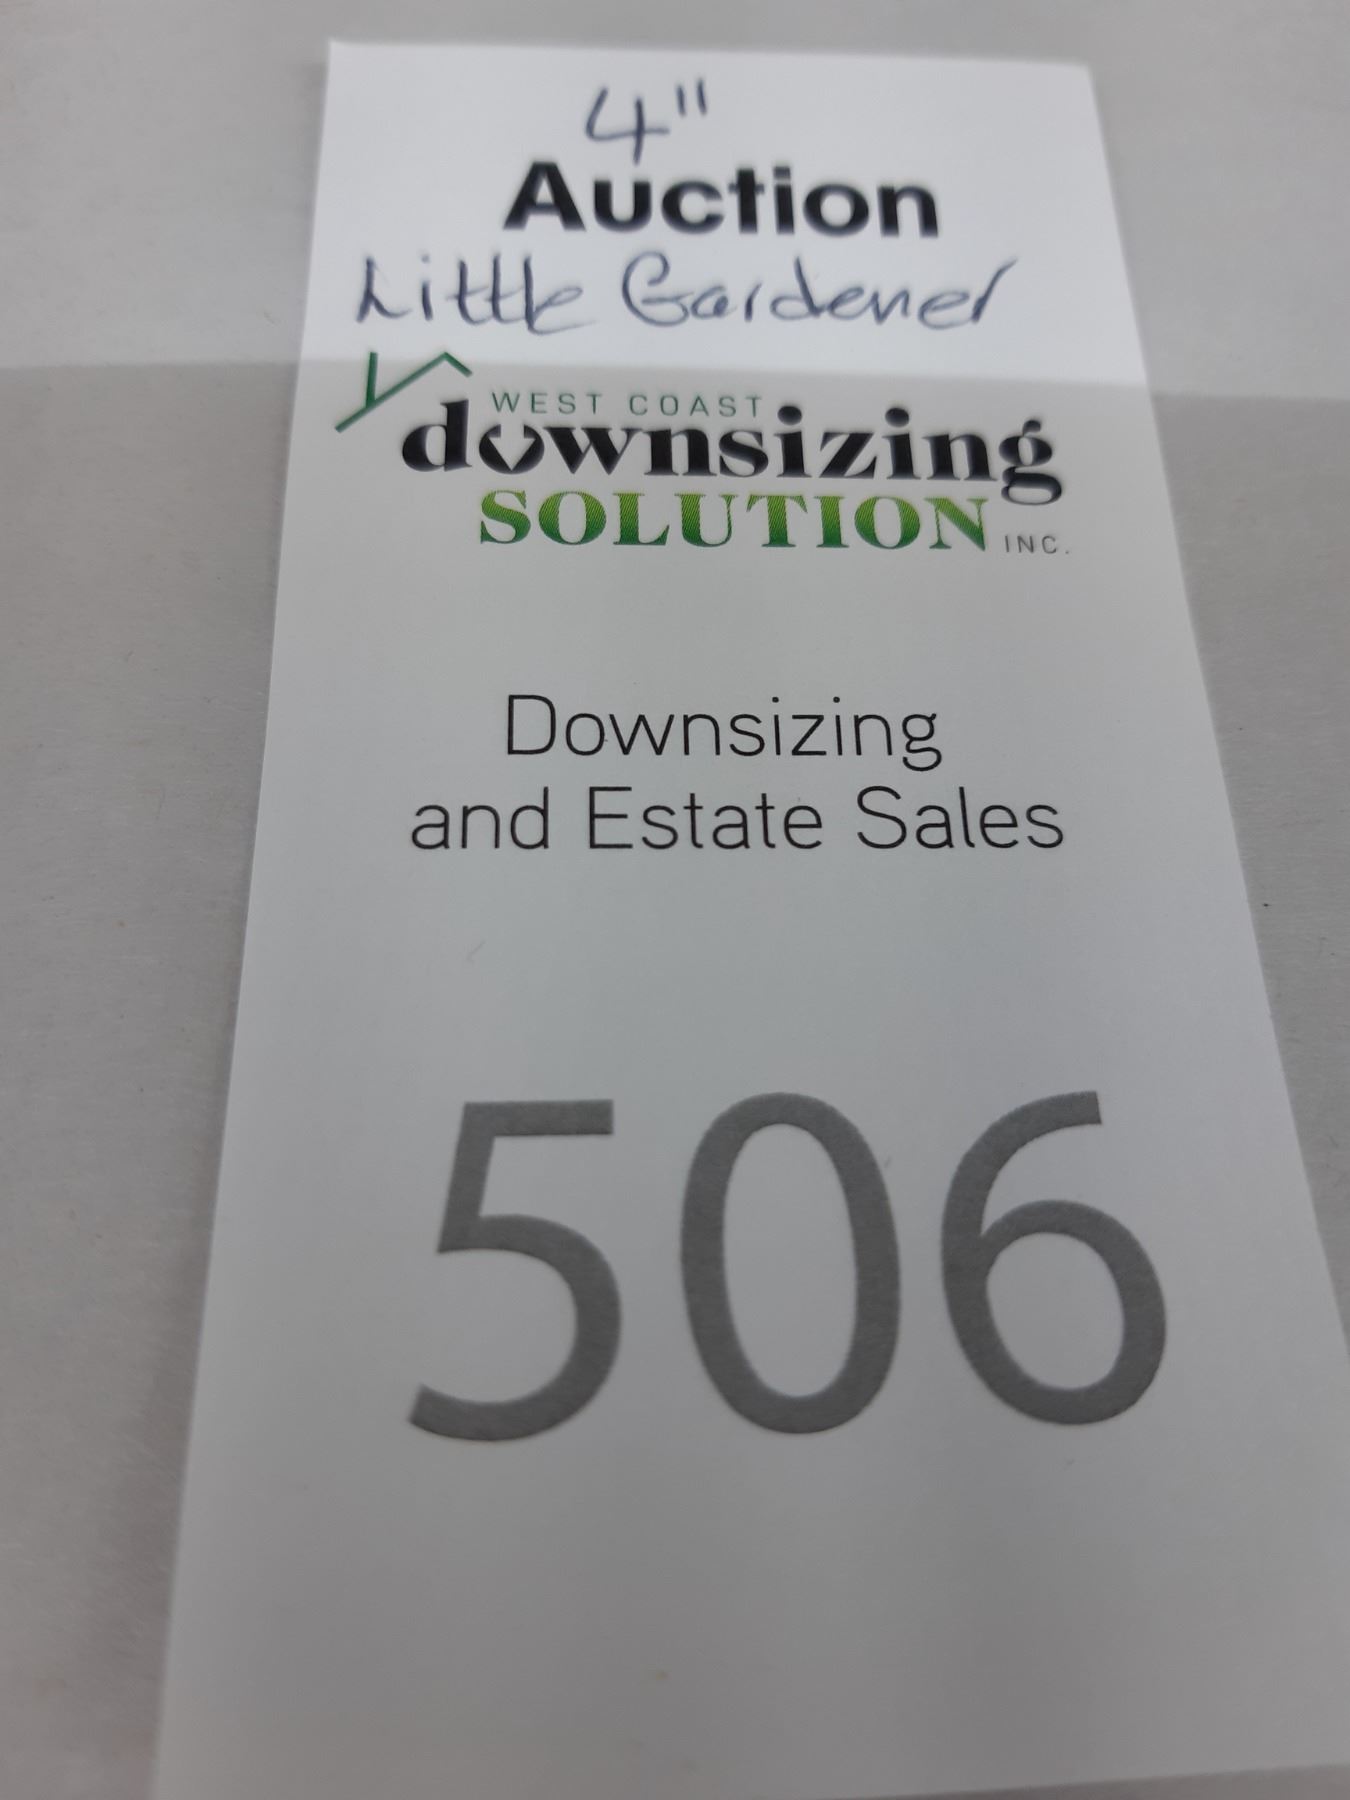 4"
Auction
Little Gardener
WEST COAST
downsizing
SOLUTION INC.
Downsizing
and Estate Sales
506